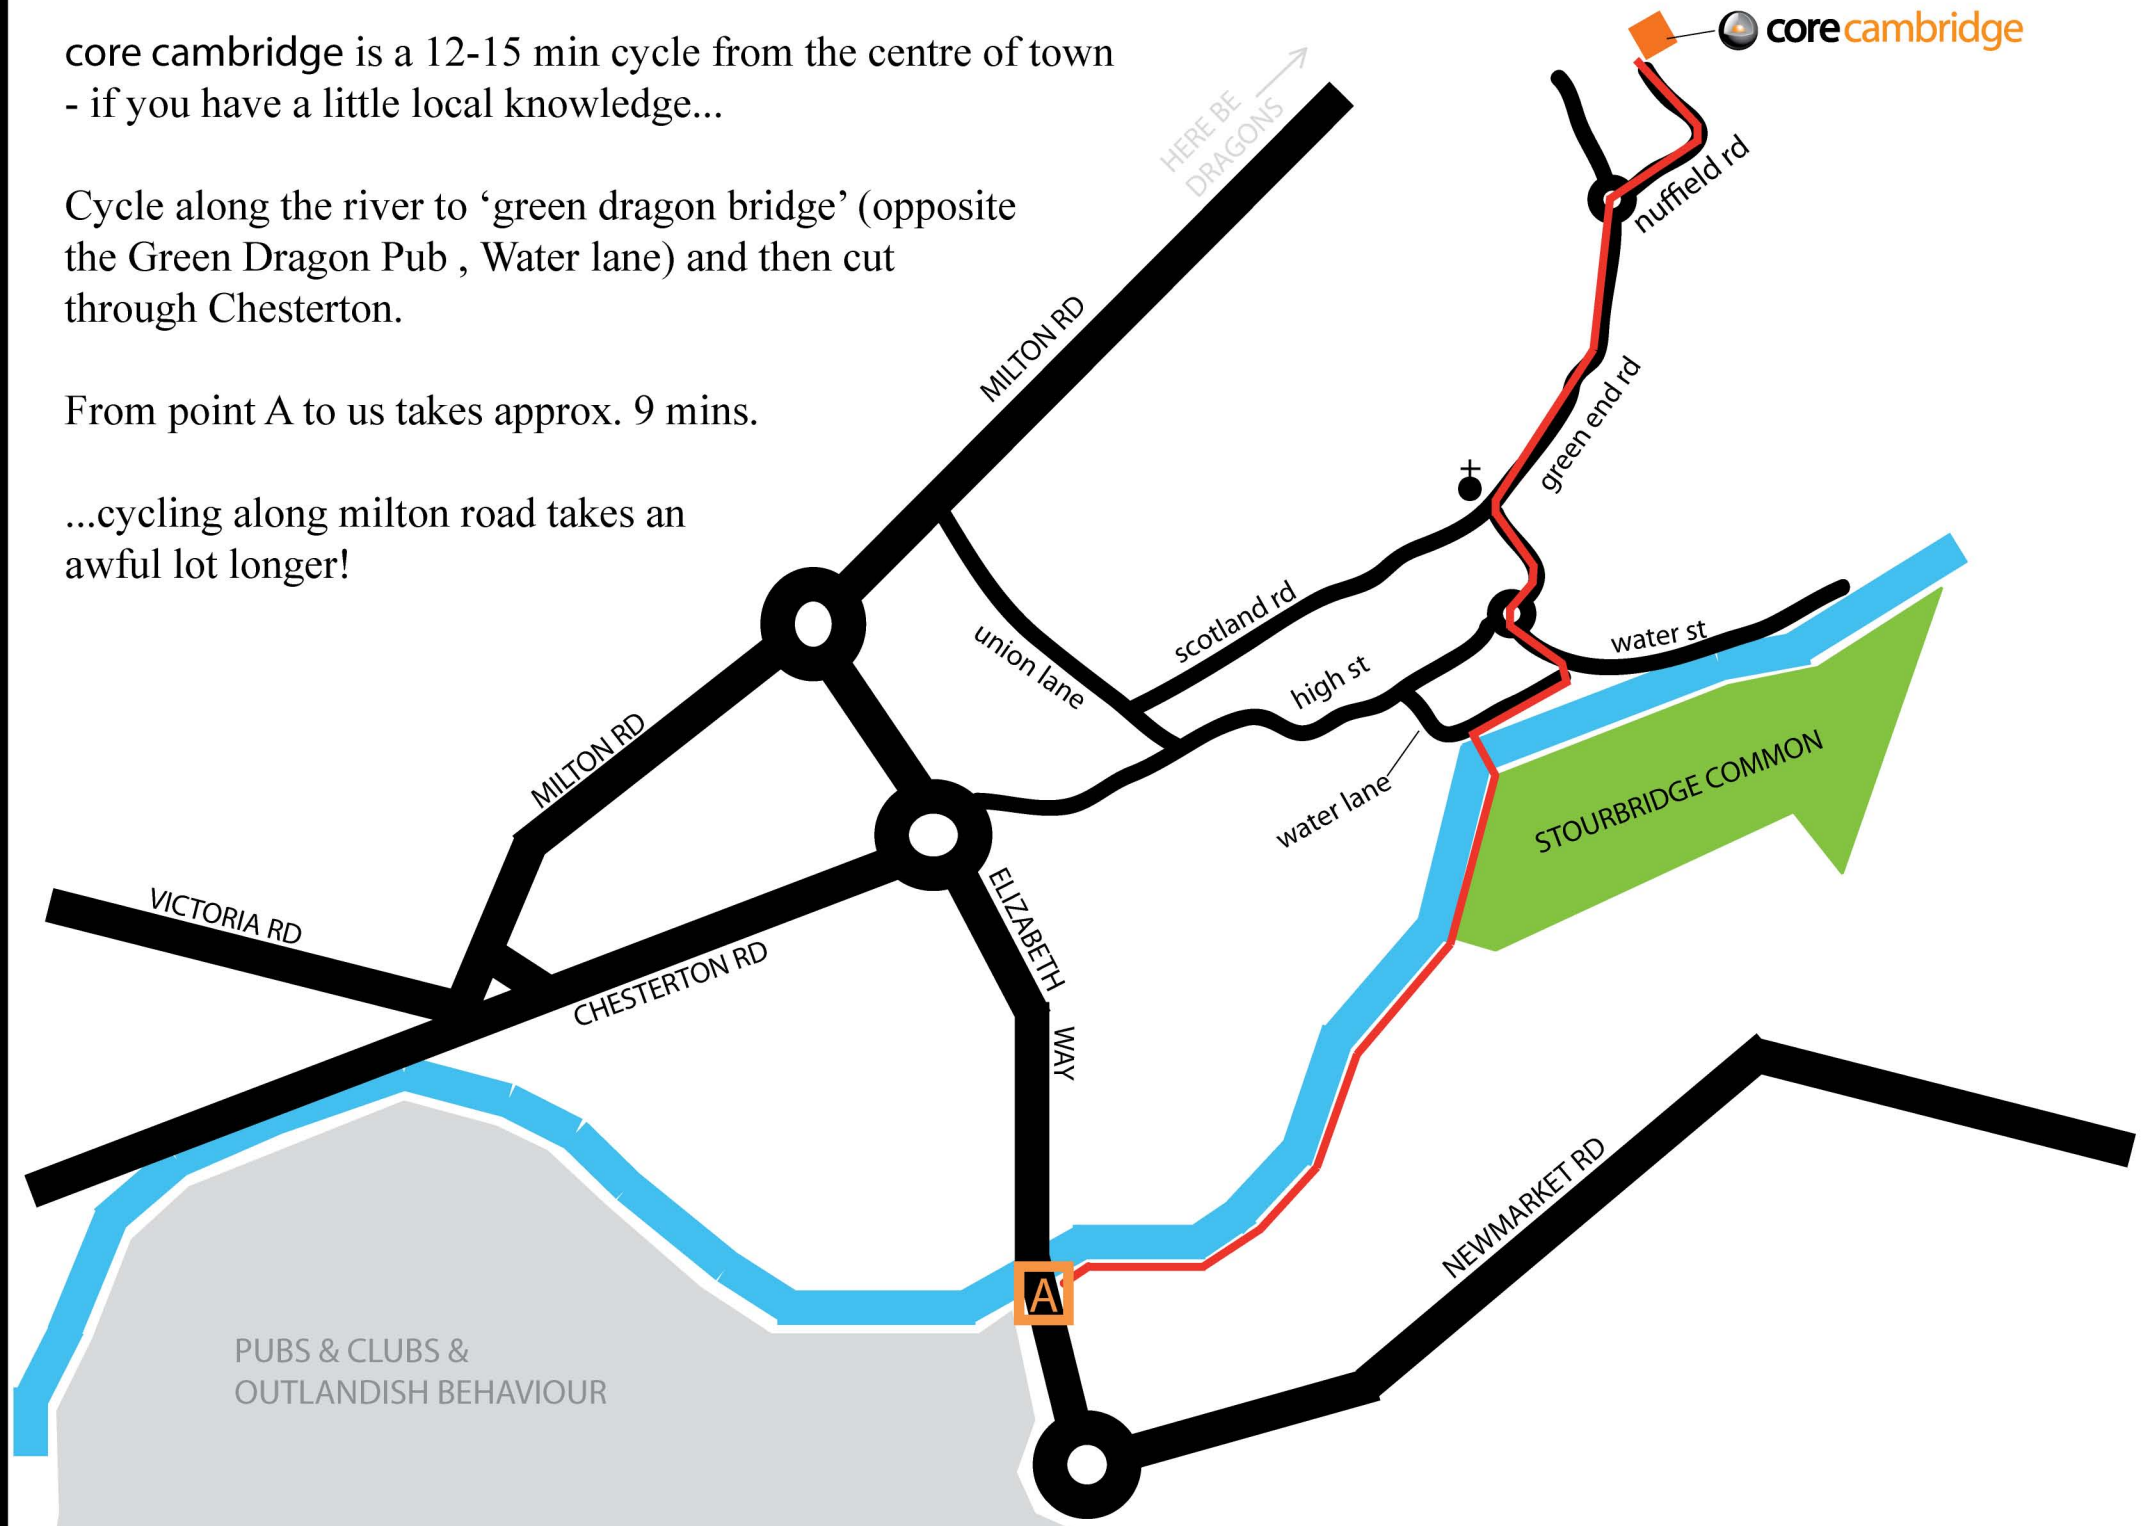 core cambridge is a 12-15 min cycle from the centre of town
- if you have a little local knowledge...
Cycle along the river to ‘green dragon bridge’ (opposite
the Green Dragon Pub , Water lane) and then cut
through Chesterton.
From point A to us takes approx. 9 mins.
...cycling along milton road takes an
awful lot longer!
corecambridge
HERE BE
DRAGONS
nuffield rd
MILTON RD
green end rd
scotland rd
union lane
high st
water st
MILTON RD
water lane
STOURBRIDGE COMMON
VICTORIA RD
CHESTERTON RD
ELIZABETH
WAY
NEWMARKET RD
A
PUBS & CLUBS &
OUTLANDISH BEHAVIOUR